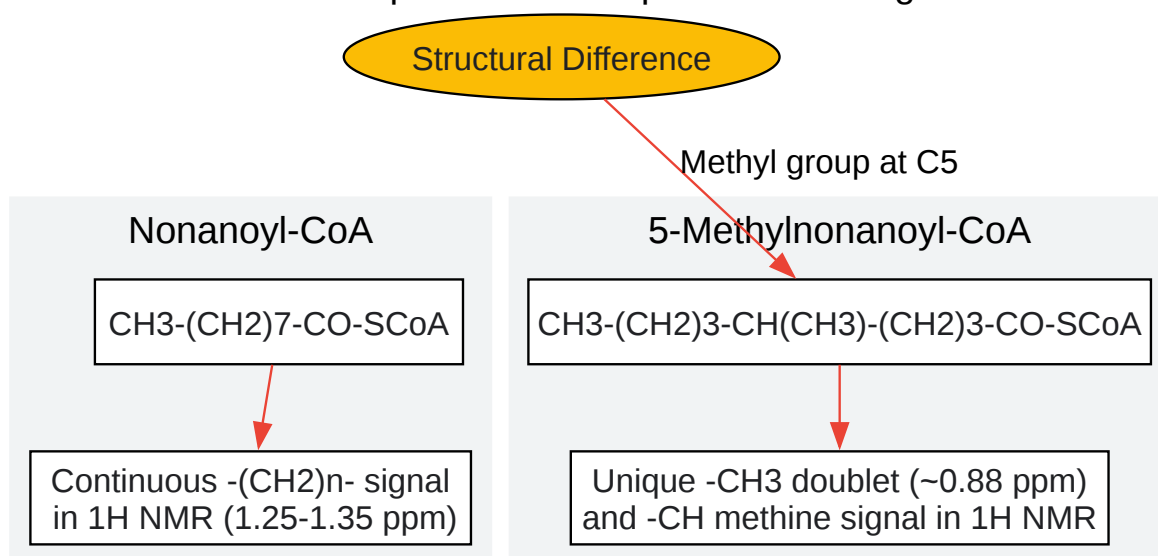 Structural Difference
Methyl group at C5
Nonanoyl-CoA
5-Methylnonanoyl-CoA
CH3-(CH2)7-CO-SCoA
CH3-(CH2)3-CH(CH3)-(CH2)3-CO-SCoA
Continuous -(CH2)n- signal
in 1H NMR (1.25-1.35 ppm)
Unique -CH3 doublet (~0.88 ppm)
and -CH methine signal in 1H NMR